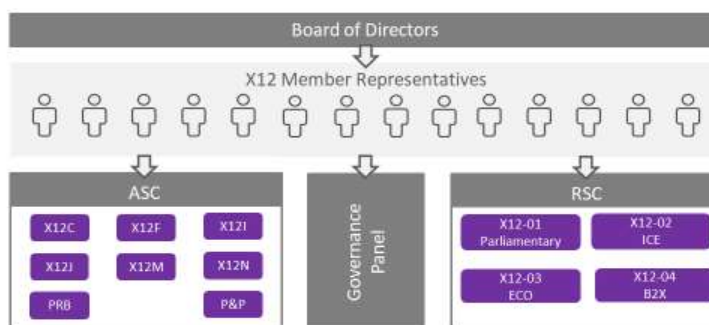 Board of Directors
X12 Member Representatives
ASC
X12C
X12F
X12I
X12J
X12M
X12N
PRB
P&P
Governance
Panel
RSC
X12-01
Parliamentary
X12-02
ICE
X12-03
ECO
X12-04
B2X